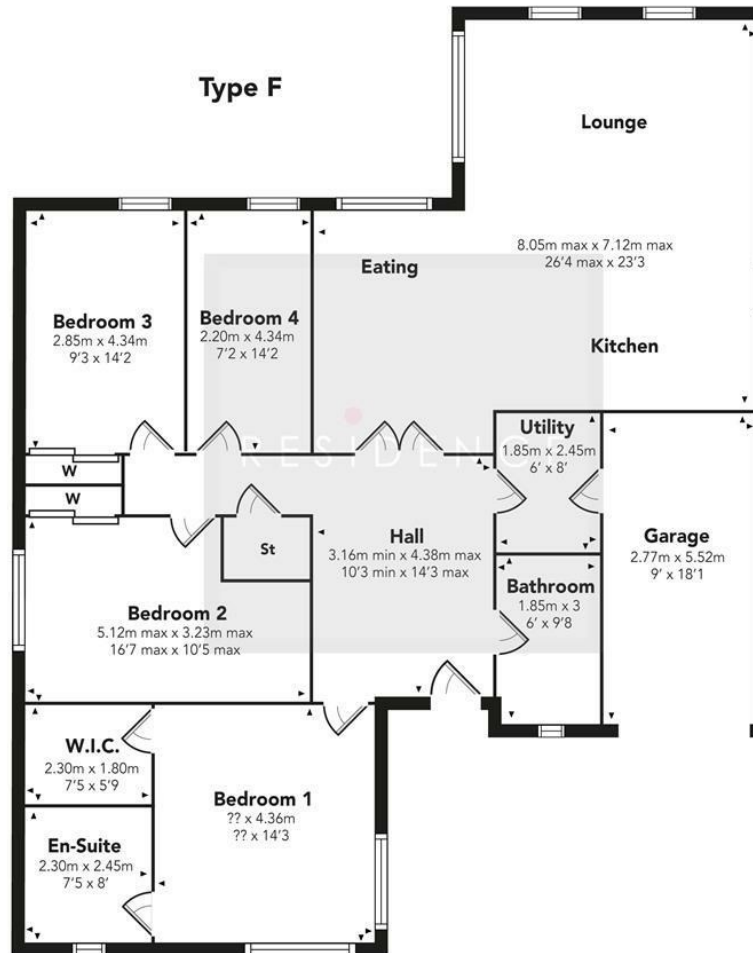 Type F
Lounge
8.05m max x 7.12m max
26'4 max x 23'3
Eating
Kitchen
Bedroom 3
2.85m x 4.34m
9'3 x 14'2
Bedroom 4
2.20m x 4.34m
7'2 x 14'2
RESIDENCE
Utility
1.85m x 2.45m
6' x 8'
W
W
St
Hall
3.16m min x 4.38m max
10'3 min x 14'3 max
Garage
2.77m x 5.52m
9' x 18'1
Bathroom
1.85m x 3
6' x 9'8
Bedroom 2
5.12m max x 3.23m max
16'7 max x 10'5 max
W.I.C.
2.30m x 1.80m
7'5 x 5'9
Bedroom 1
?? x 4.36m
?? x 14'3
En-Suite
2.30m x 2.45m
7'5 x 8'